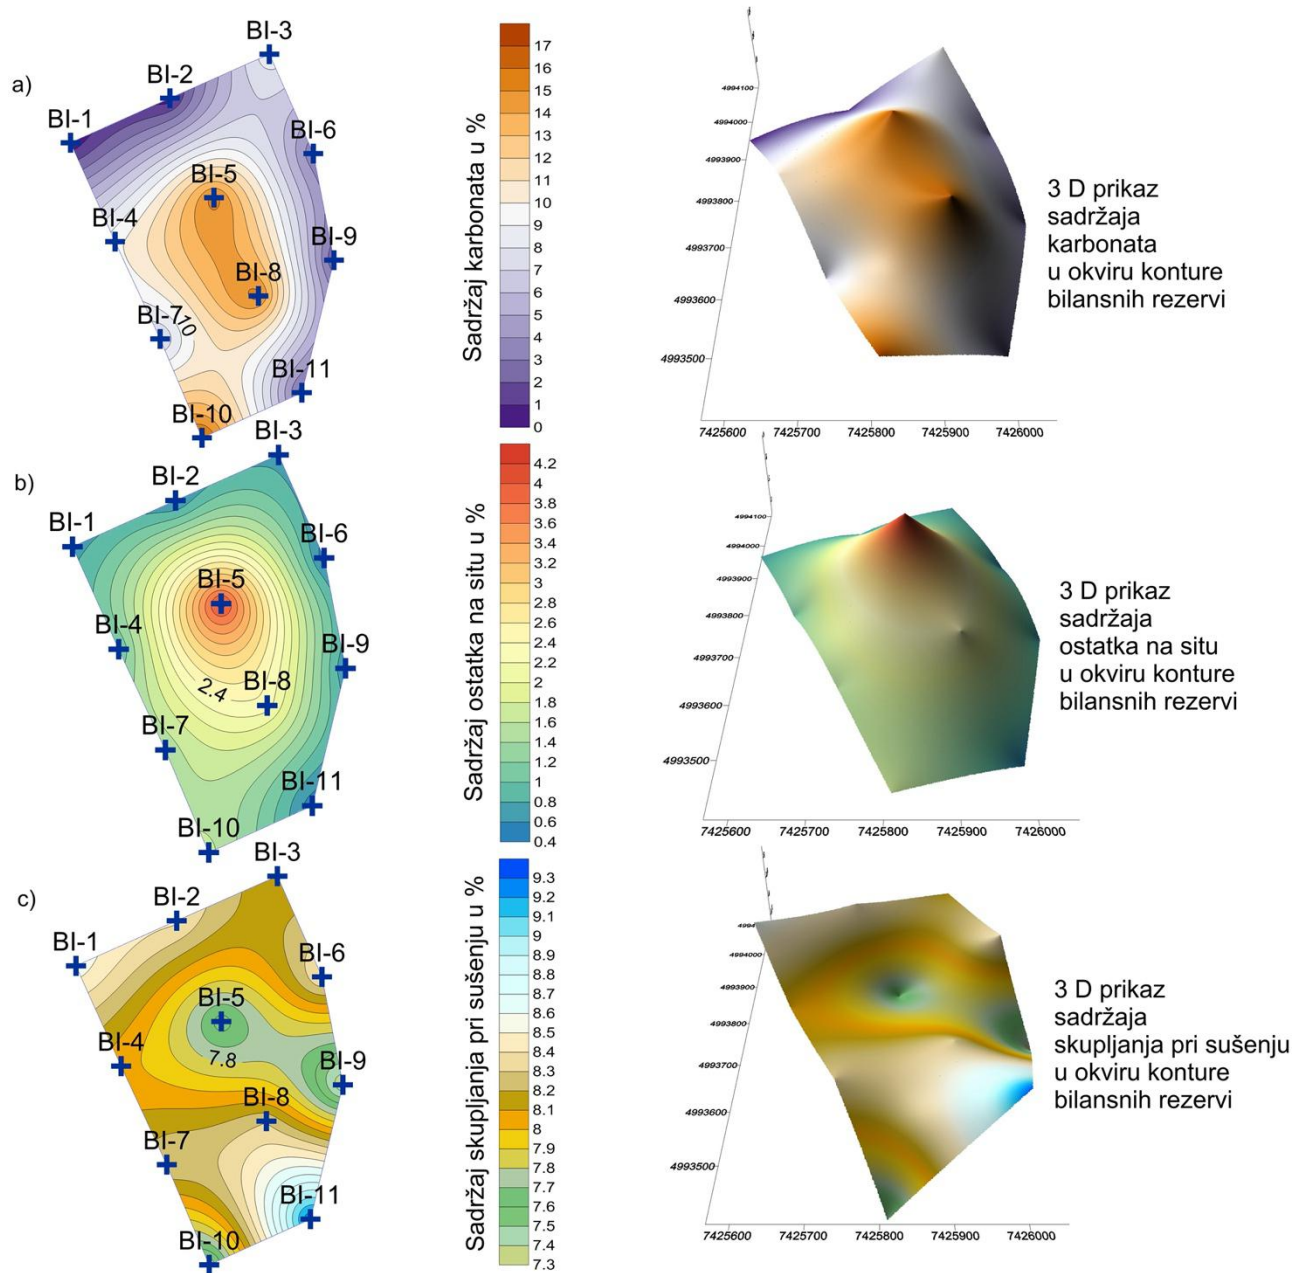 a)
BI-3
BI-2
BI-1
BI-6
BI-5
BI-4
BI-9
BI-8
BI-7
10
BI-11
BI-10
Sadržaj karbonata u %
17
16
15
14
13
12
11
10
9
8
7
6
5
4
3
2
1
0
4994100
4994000
4993900
4993800
4993700
4993600
4993500
7425600 7425700 7425800 7425900 7426000
3 D prikaz
sadržaja
karbonata
u okviru konture
bilansnih rezervi
b)
BI-3
BI-2
BI-1
BI-6
BI-5
BI-4
BI-9
BI-8
2.4
BI-7
BI-11
BI-10
Sadržaj ostatka na situ u %
4.2
4
3.8
3.6
3.4
3.2
3
2.8
2.6
2.4
2.2
2
1.8
1.6
1.4
1.2
1
0.8
0.6
0.4
4994100
4994000
4993900
4993800
4993700
4993600
4993500
7425600 7425700 7425800 7425900 7426000
3 D prikaz
sadržaja
ostatka na situ
u okviru konture
bilansnih rezervi
c)
BI-3
BI-2
BI-1
BI-6
BI-5
BI-4
7.8
BI-9
BI-8
BI-7
BI-11
BI-10
Sadržaj skupljanja pri sušenju u %
9.3
9.2
9.1
9
8.9
8.8
8.7
8.6
8.5
8.4
8.3
8.2
8.1
8
7.9
7.8
7.7
7.6
7.5
7.4
7.3
4994000
4993900
4993800
4993700
4993600
4993500
7425600 7425700 7425800 7425900 7426000
3 D prikaz
sadržaja
skupljanja pri sušenju
u okviru konture
bilansnih rezervi